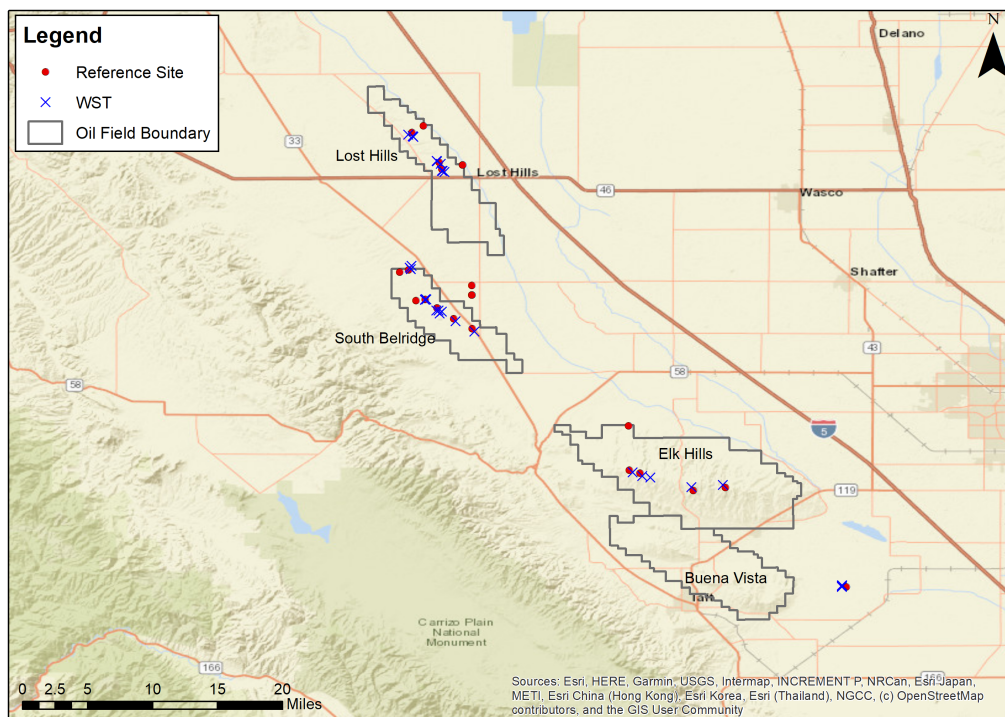 Legend
Reference Site
WST
Oil Field Boundary
N
Delano
33
Lost Hills
Lost Hills
46
Wasco
Shafter
South Belridge
43
58
58
5
Elk Hills
119
Buena Vista
Taft
Carrizo Plain
National
Monument
166
166
0 2.5 5 10 15 20
Miles
Sources: Esri, HERE, Garmin, USGS, Intermap, INCREMENT P, NRCan, Esri Japan,
METI, Esri China (Hong Kong), Esri Korea, Esri (Thailand), NGCC, (c) OpenStreetMap
contributors, and the GIS User Community